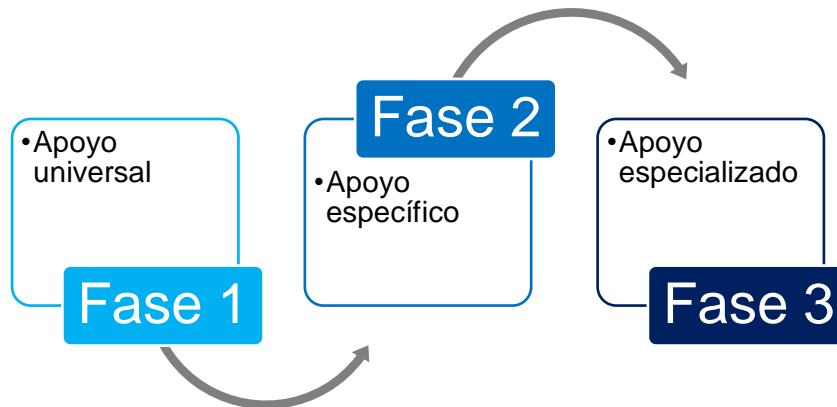 •Apoyo
universal
Fase 1
Fase 2
•Apoyo
específico
•Apoyo
especializado
Fase 3